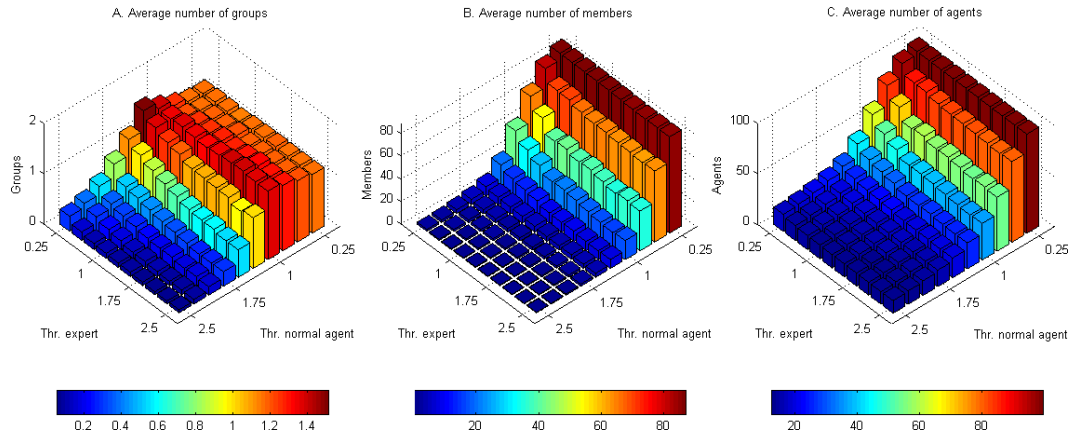 A. Average number of groups
B. Average number of members
C. Average number of agents
2
1
0
Groups
0.25
1
1.75
2.5
Thr. expert
2.5
1.75
1
0.25
Thr. normal agent
80
60
40
20
0
Members
0.25
1
1.75
2.5
Thr. expert
2.5
1.75
1
0.25
Thr. normal agent
100
50
0
Agents
0.25
1
1.75
2.5
Thr. expert
2.5
1.75
1
0.25
Thr. normal agent
0.2 0.4 0.6 0.8 1 1.2 1.4
20 40 60 80
20 40 60 80